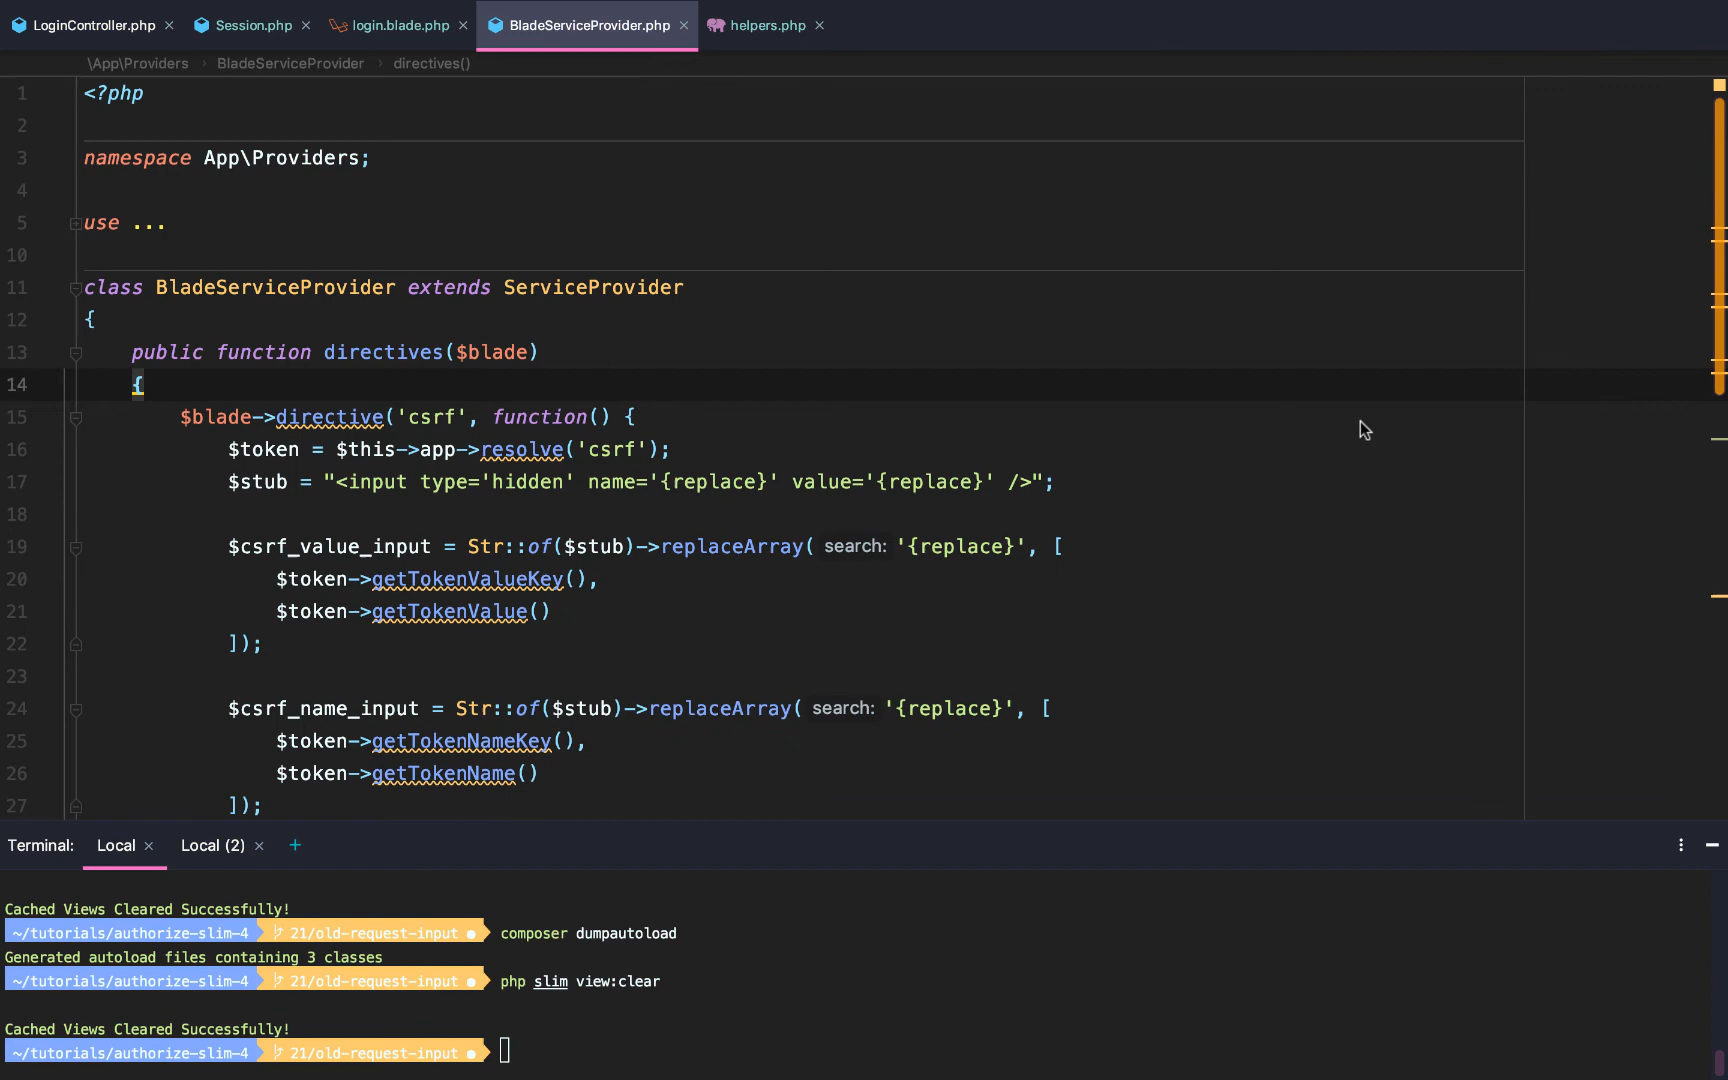 LoginController.php × Session.php × login.blade.php × BladeServiceProvider.php × helpers.php ×
\App\Providers › BladeServiceProvider › directives()
1 <?php
2
3 namespace App\Providers;
4
5 use ...
10
11 class BladeServiceProvider extends ServiceProvider
12 {
13 public function directives($blade)
14 {
15 $blade->directive('csrf', function() {
16 $token = $this->app->resolve('csrf');
17 $stub = "<input type='hidden' name='{replace}' value='{replace}' />";
18
19 $csrf_value_input = Str::of($stub)->replaceArray( search: '{replace}', [
20 $token->getTokenValueKey(),
21 $token->getTokenValue()
22 ]);
23
24 $csrf_name_input = Str::of($stub)->replaceArray( search: '{replace}', [
25 $token->getTokenNameKey(),
26 $token->getTokenName()
27 ]);
Terminal: Local × Local (2) × +
Cached Views Cleared Successfully!
~/tutorials/authorize-slim-4 21/old-request-input ● composer dumpautoload
Generated autoload files containing 3 classes
~/tutorials/authorize-slim-4 21/old-request-input ● php slim view:clear
Cached Views Cleared Successfully!
~/tutorials/authorize-slim-4 21/old-request-input ●